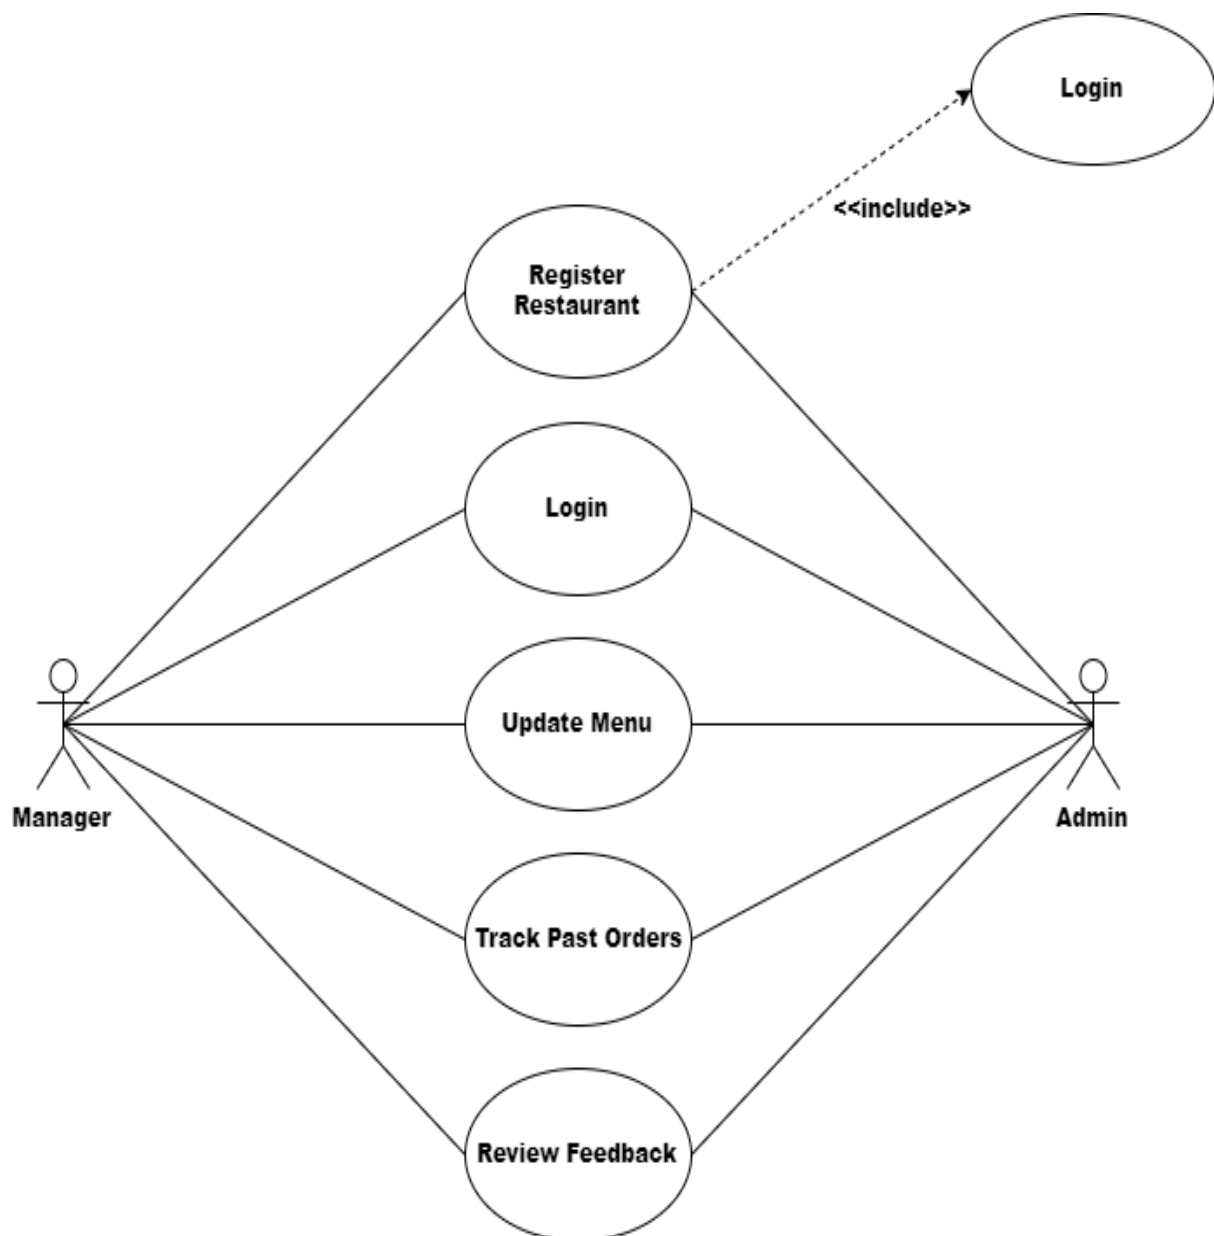 Login
<<include>>
Register
Restaurant
Login
Update Menu
Manager
Admin
Track Past Orders
Review Feedback